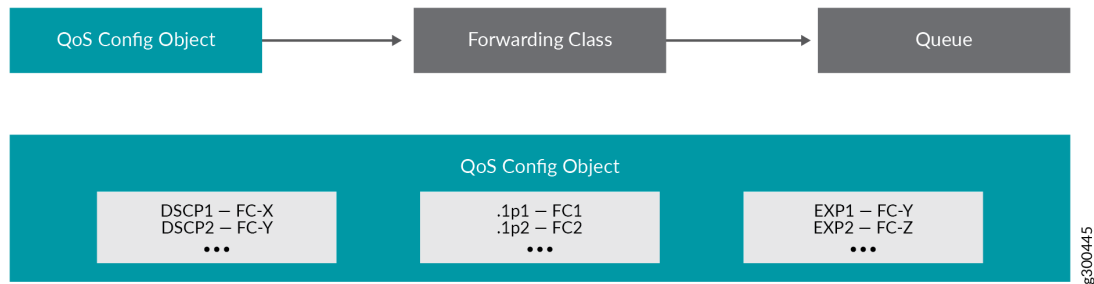 QoS Config Object
Forwarding Class
Queue
QoS Config Object
DSCP1 – FC-X
DSCP2 – FC-Y
•••
.1p1 – FC1
.1p2 – FC2
•••
EXP1 – FC-Y
EXP2 – FC-Z
•••
g300445